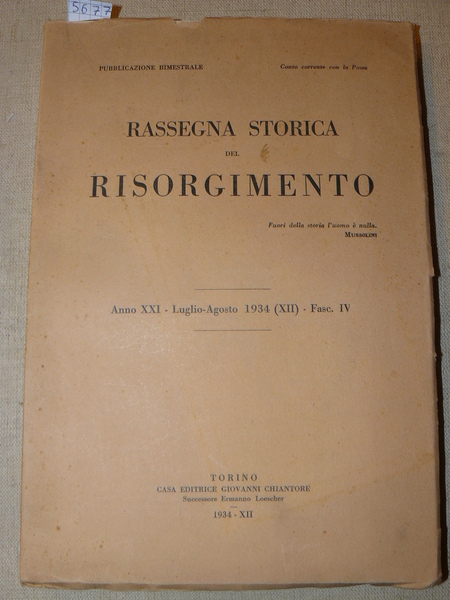 5677
PUBBLICAZIONE BIMESTRALE Conto corrente con la Posta
RASSEGNA STORICA
DEL
RISORGIMENTO
Fuori della storia l'uomo è nulla.
MUSSOLINI
Anno XXI - Luglio-Agosto 1934 (XII) - Fasc. IV
TORINO
CASA EDITRICE GIOVANNI CHIANTORE
Successore Ermanno Loescher
1934 - XII